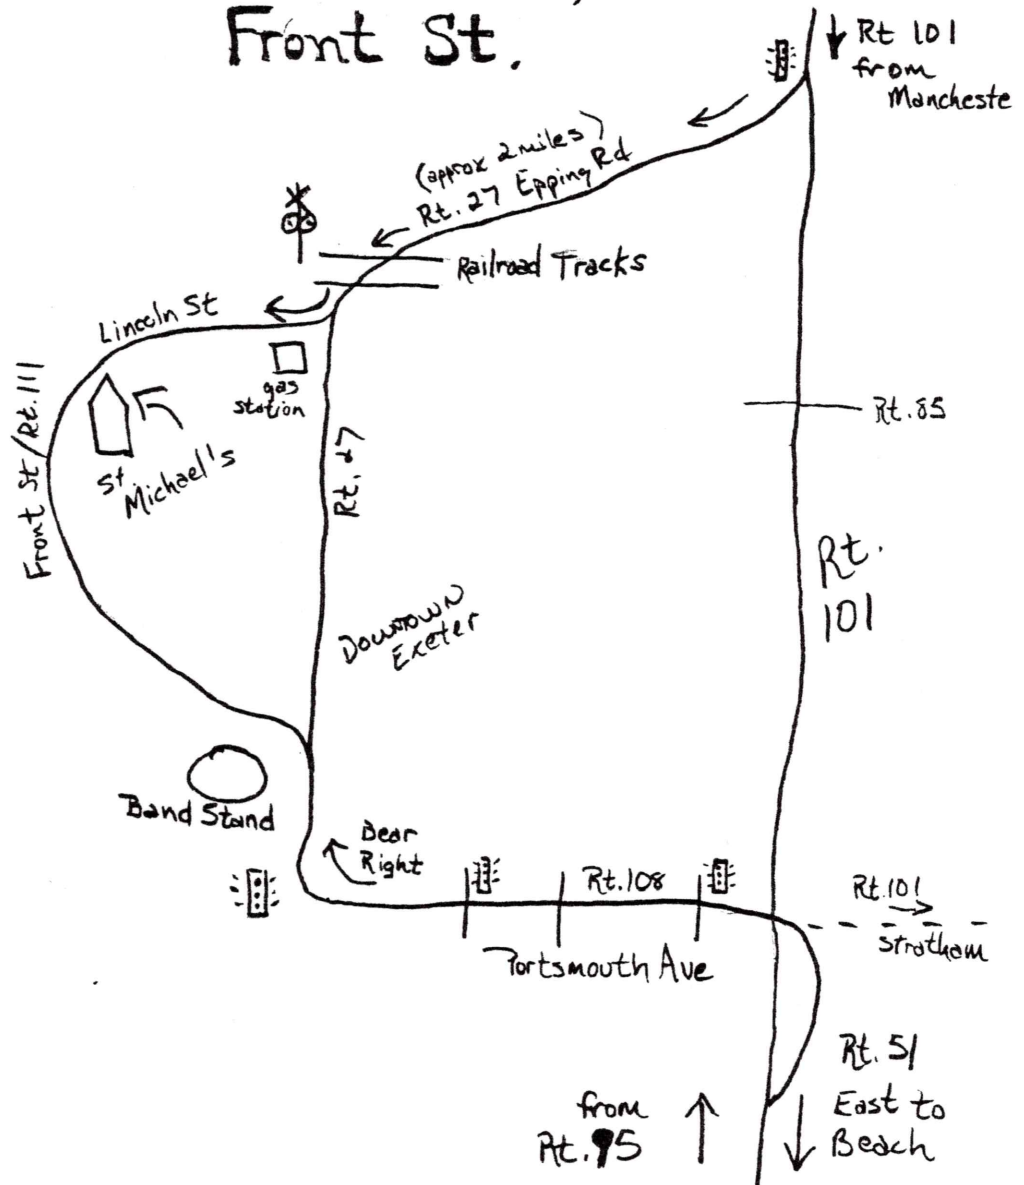 Front St.
Rt 101
from
Mancheste
(approx 2 miles)
Rt. 27 Epping Rd
Railroad Tracks
Lincoln St
gas
station
Rt. 85
St
Michael's
Front St/Rt. 111
Rt. 27
Rt.
101
Downtown
Exeter
Band Stand
Bear
Right
Rt. 108
Rt. 101
Stratham
Portsmouth Ave
Rt. 51
East to
Beach
from
Rt. 95